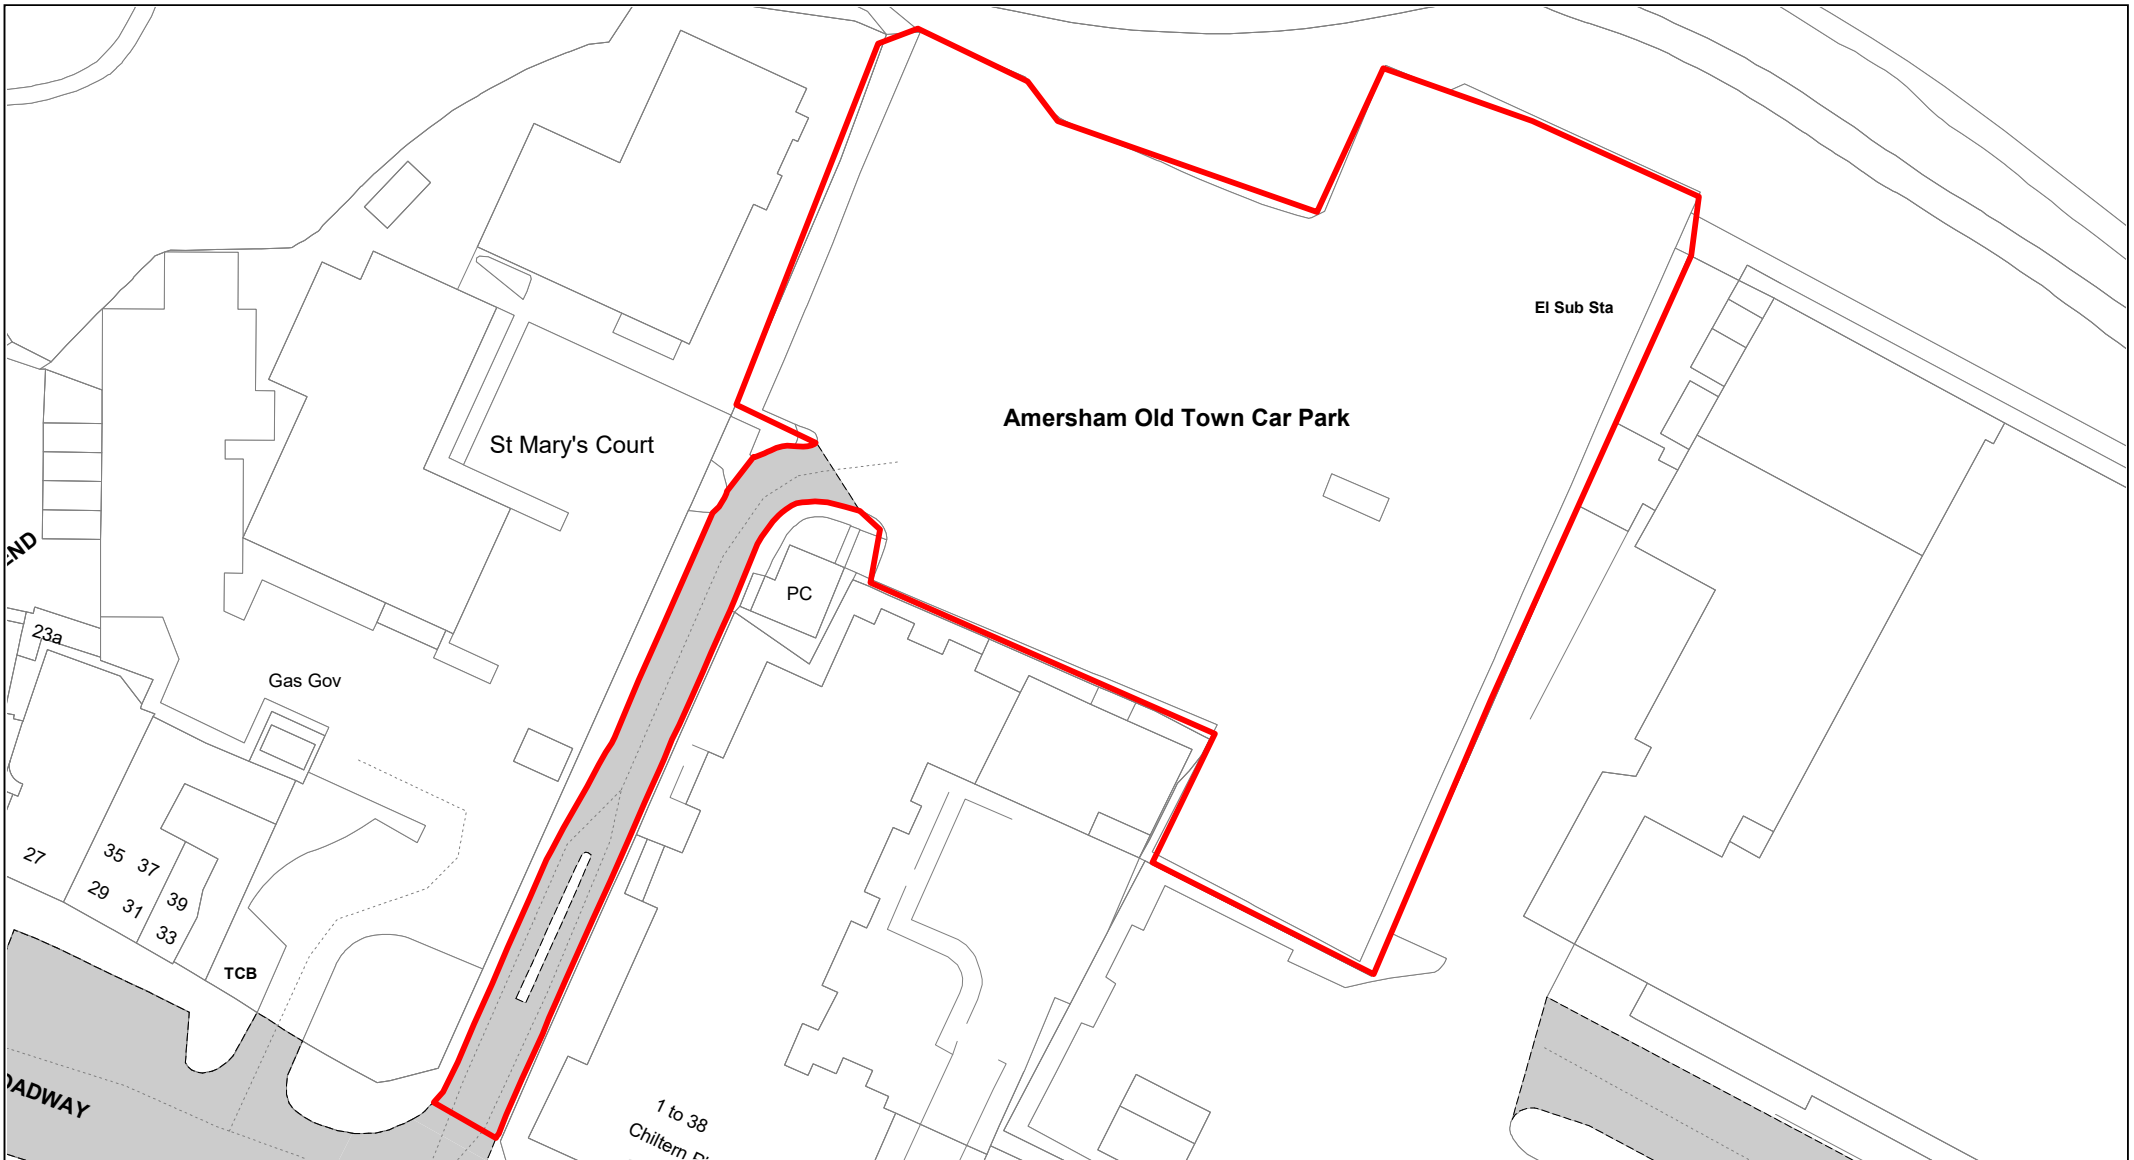 El Sub Sta
Amersham Old Town Car Park
St Mary's Court
PC
23a
Gas Gov
27
35
37
39
29
31
33
TCB
1 to 38
Chiltern